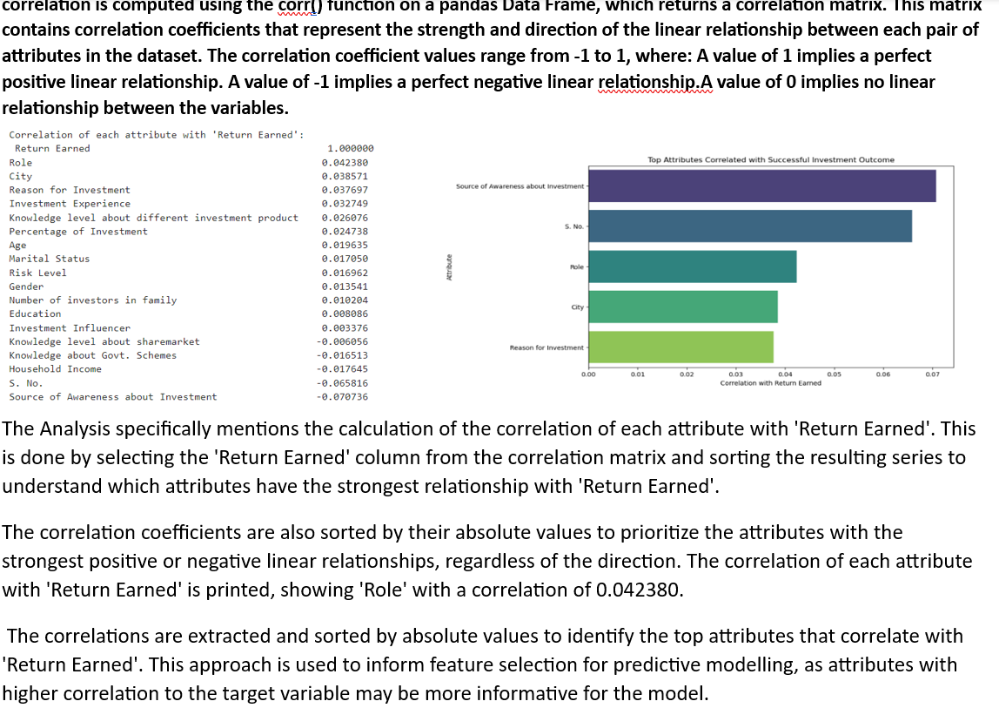 correlation is computed using the corr() function on a pandas Data Frame, which returns a correlation matrix. This matrix
contains correlation coefficients that represent the strength and direction of the linear relationship between each pair of
attributes in the dataset. The correlation coefficient values range from -1 to 1, where: A value of 1 implies a perfect
positive linear relationship. A value of -1 implies a perfect negative linear relationship.A value of 0 implies no linear
relationship between the variables.
Correlation of each attribute with 'Return Earned':
Return Earned 1.000000
Role 0.042380
City 0.038571
Reason for Investment 0.037697
Investment Experience 0.032749
Knowledge level about different investment product 0.026076
Percentage of Investment 0.024738
Age 0.019635
Marital Status 0.017050
Risk Level 0.016962
Gender 0.013541
Number of investors in family 0.010204
Education 0.008086
Investment Influencer 0.003376
Knowledge level about sharemarket -0.006056
Knowledge about Govt. Schemes -0.016513
Household Income -0.017645
S. No. -0.065816
Source of Awareness about Investment -0.070736
Top Attributes Correlated with Successful Investment Outcome
Attribute
Source of Awareness about Investment
S. No.
Role
City
Reason for Investment
0.00 0.01 0.02 0.03 0.04 0.05 0.06 0.07
Correlation with Return Earned
The Analysis specifically mentions the calculation of the correlation of each attribute with 'Return Earned'. This
is done by selecting the 'Return Earned' column from the correlation matrix and sorting the resulting series to
understand which attributes have the strongest relationship with 'Return Earned'.
The correlation coefficients are also sorted by their absolute values to prioritize the attributes with the
strongest positive or negative linear relationships, regardless of the direction. The correlation of each attribute
with 'Return Earned' is printed, showing 'Role' with a correlation of 0.042380.
The correlations are extracted and sorted by absolute values to identify the top attributes that correlate with
'Return Earned'. This approach is used to inform feature selection for predictive modelling, as attributes with
higher correlation to the target variable may be more informative for the model.